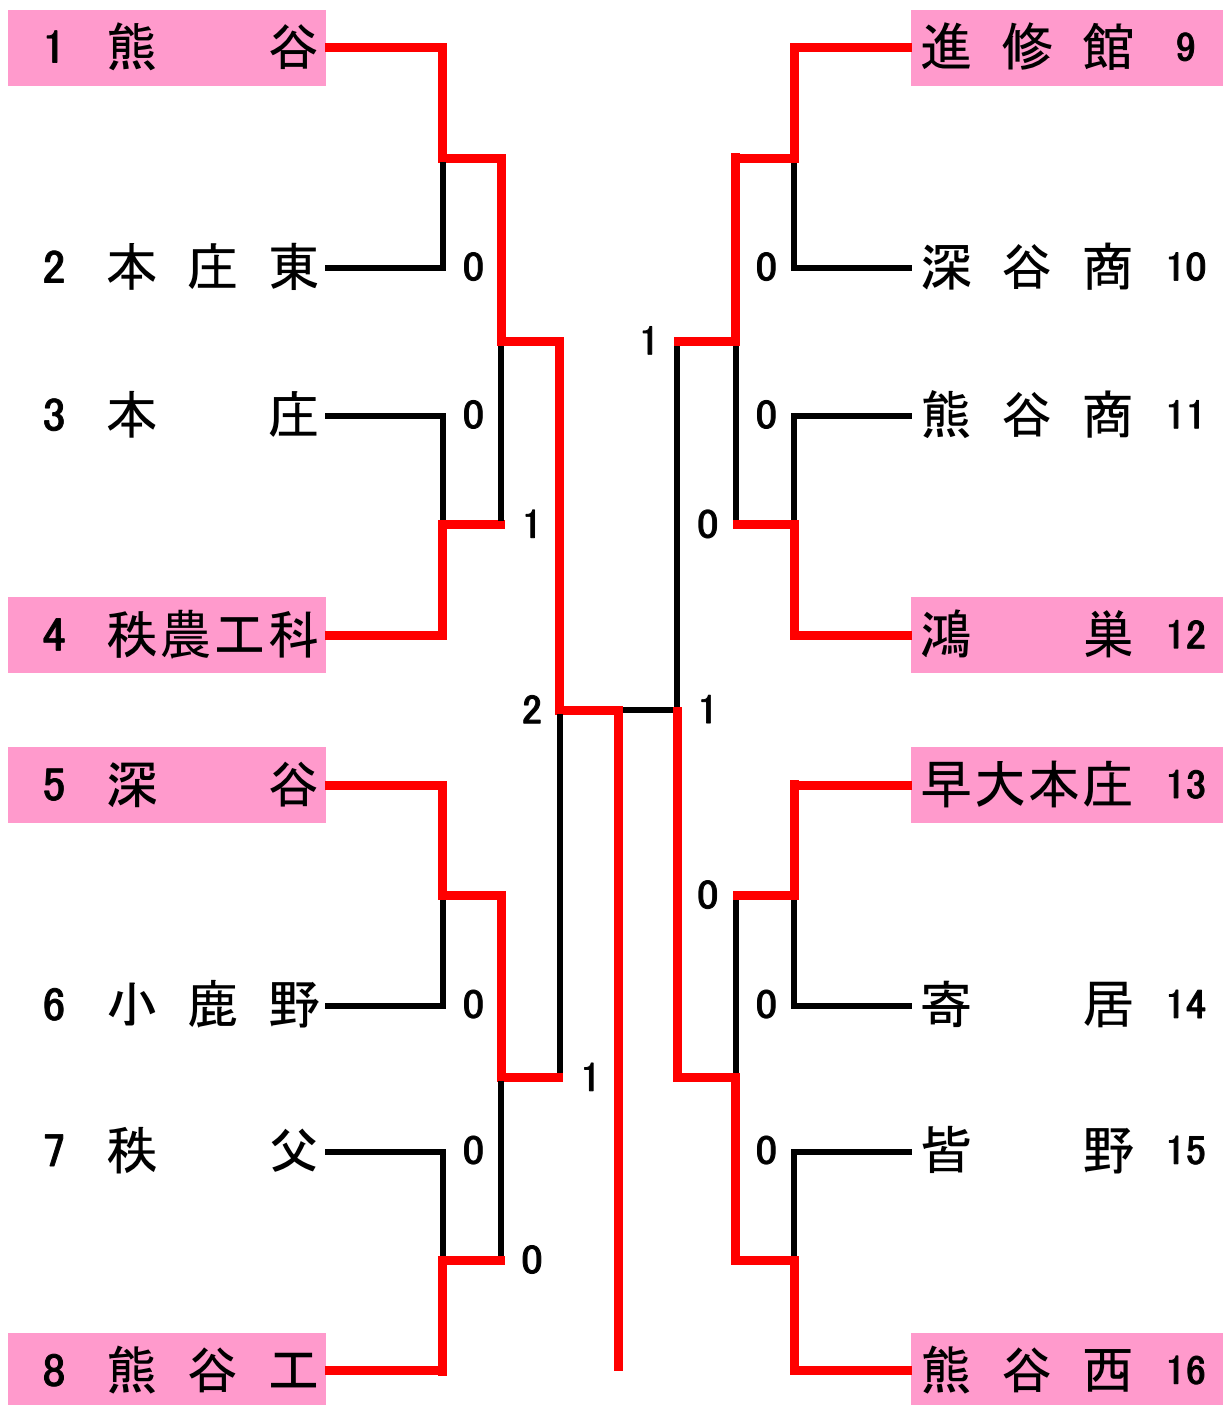 1 熊谷
2 本庄東
3 本庄
4 秩農工科
5 深谷
6 小鹿野
7 秩父
8 熊谷工
0
0
1
2
0
1
0
0
1
0
0
0
1
0
0
0
進修館 9
深谷商 10
熊谷商 11
鴻巣 12
早大本庄 13
寄居 14
皆野 15
熊谷西 16